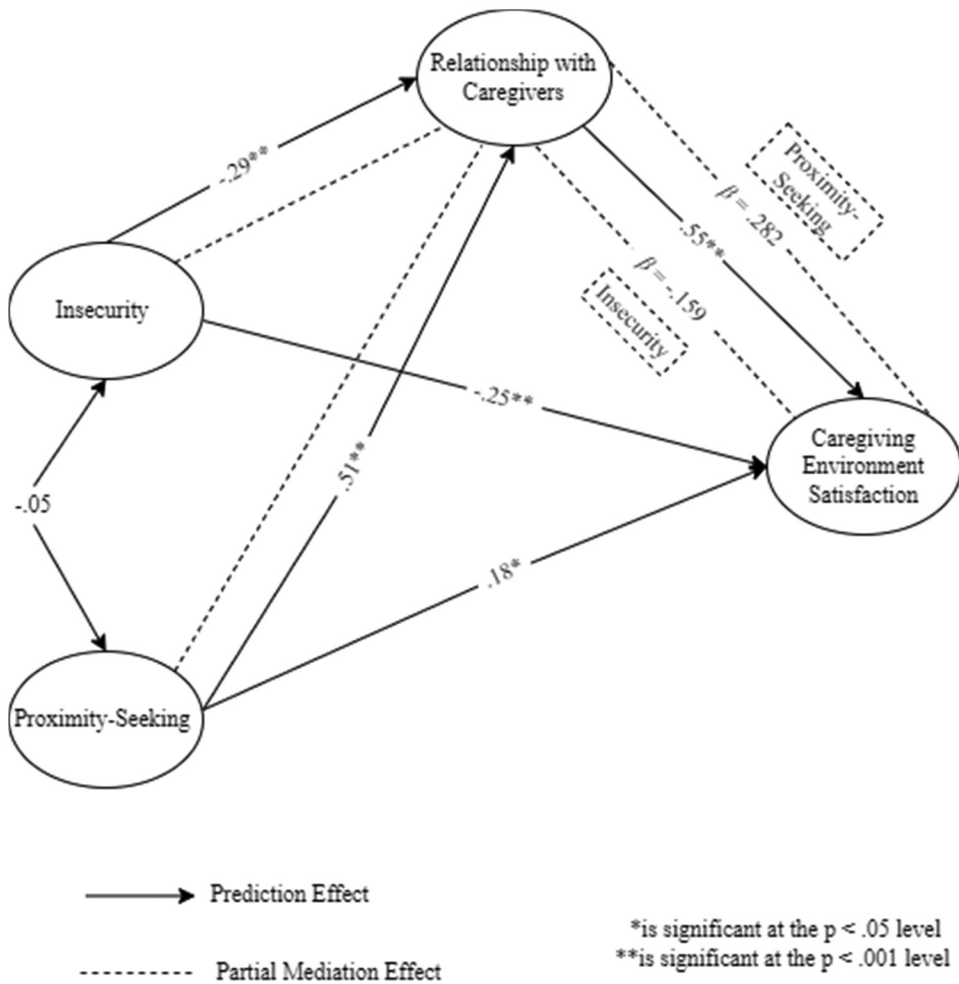 Relationship with
Caregivers
-.29**
Proximity-
Seeking
β = .282
.55**
β = -.159
Insecurity
Insecurity
-.25**
Caregiving
Environment
Satisfaction
.51**
-.05
.18*
Proximity-Seeking
Prediction Effect
Partial Mediation Effect
*is significant at the p < .05 level
**is significant at the p < .001 level